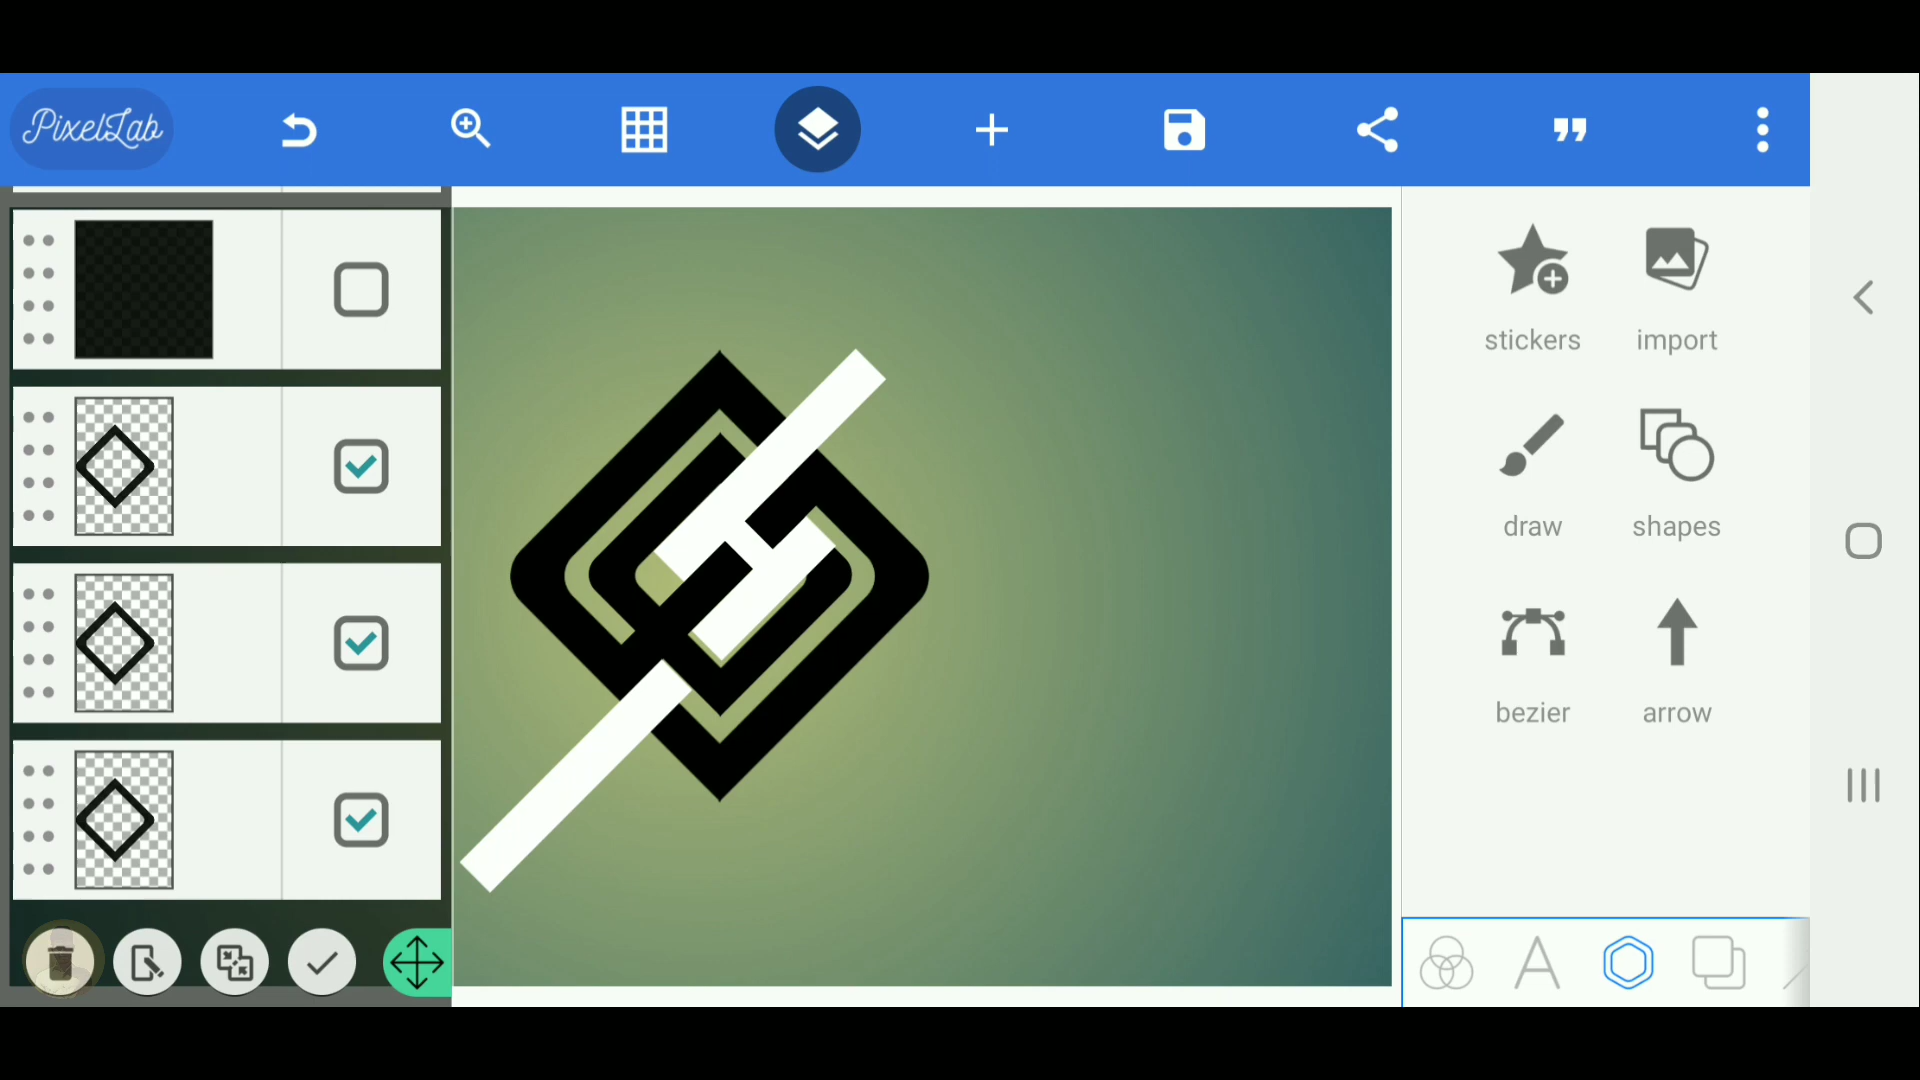 PixelLab
stickers
import
draw
shapes
bezier
arrow